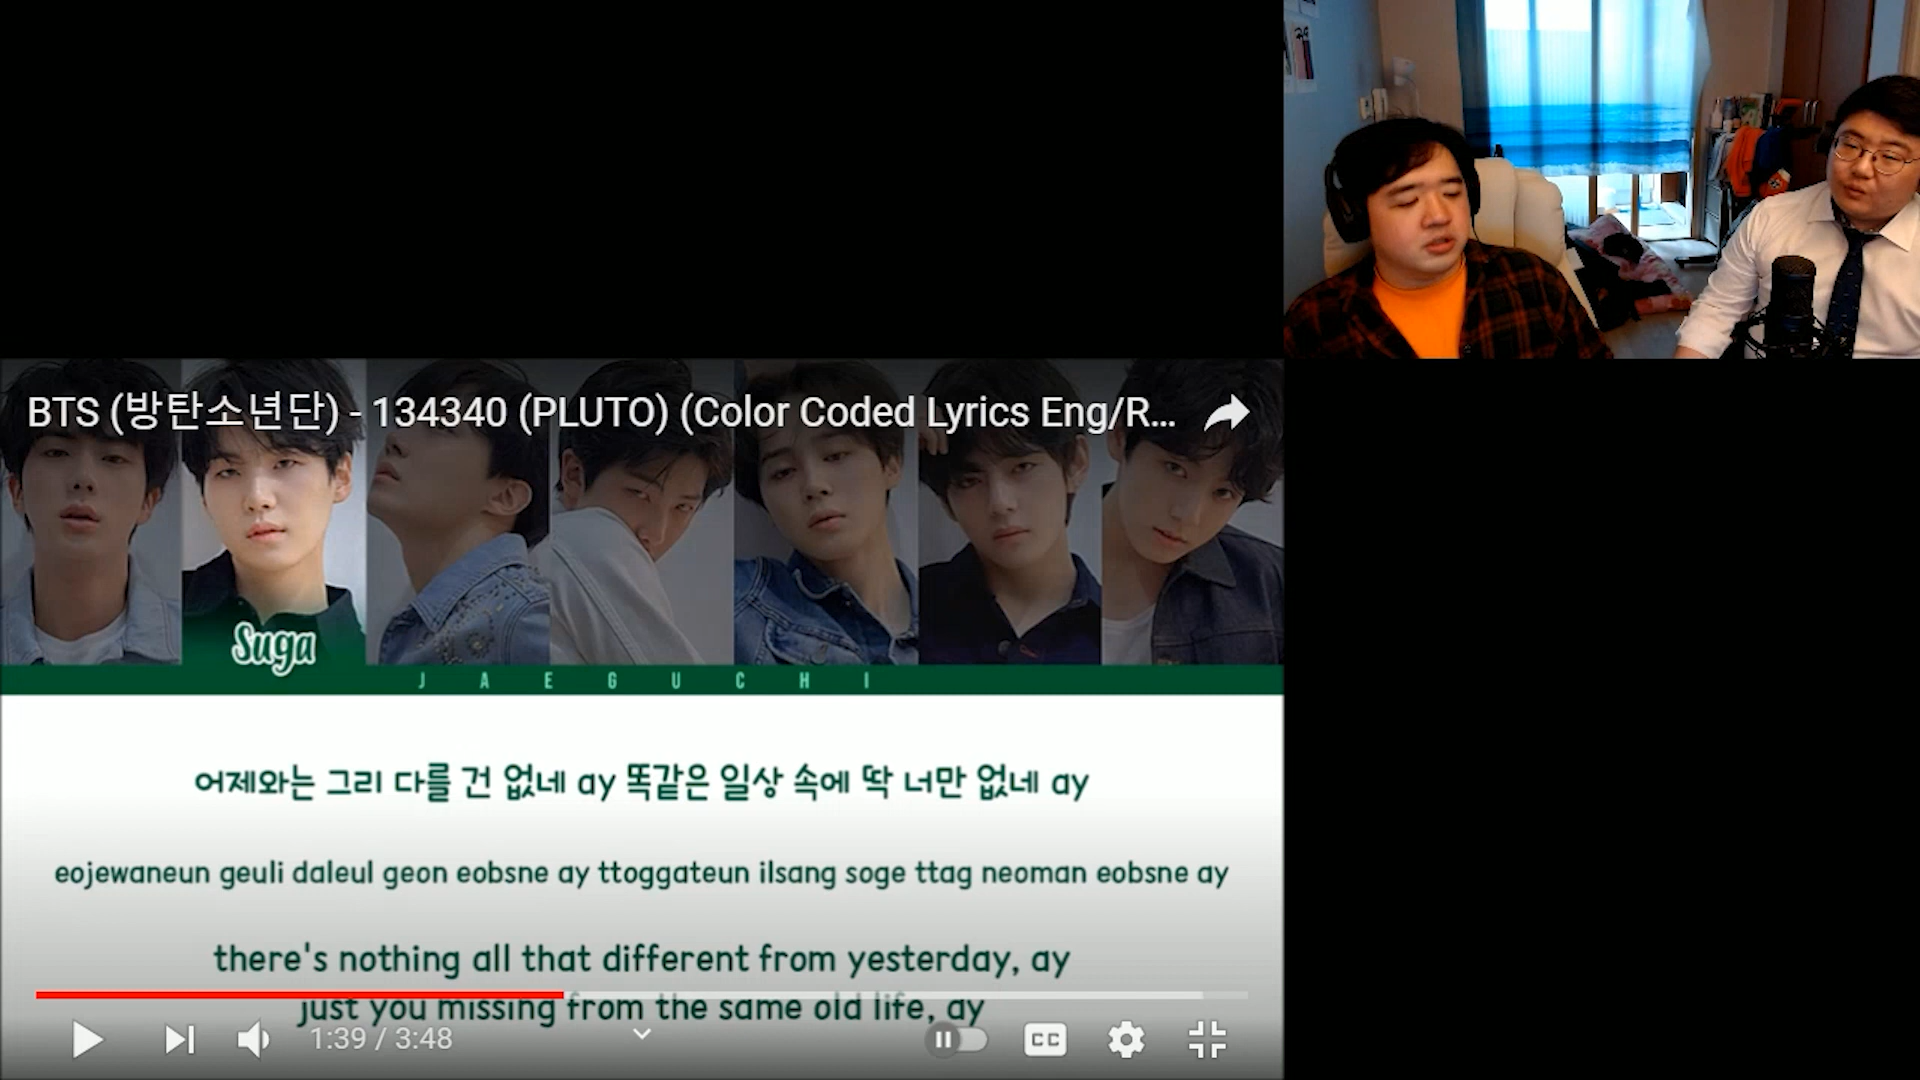 BTS (방탄소년단) - 134340 (PLUTO) (Color Coded Lyrics Eng/R...
Suga
J A E G U C H I
어제와는 그리 다를 건 없네 ay 똑같은 일상 속에 딱 너만 없네 ay
eojewaneun geuli daleul geon eobsne ay ttoggateun ilsang soge ttag neoman eobsne ay
there's nothing all that different from yesterday, ay
just you missing from the same old life, ay
1:39 / 3:48
CC